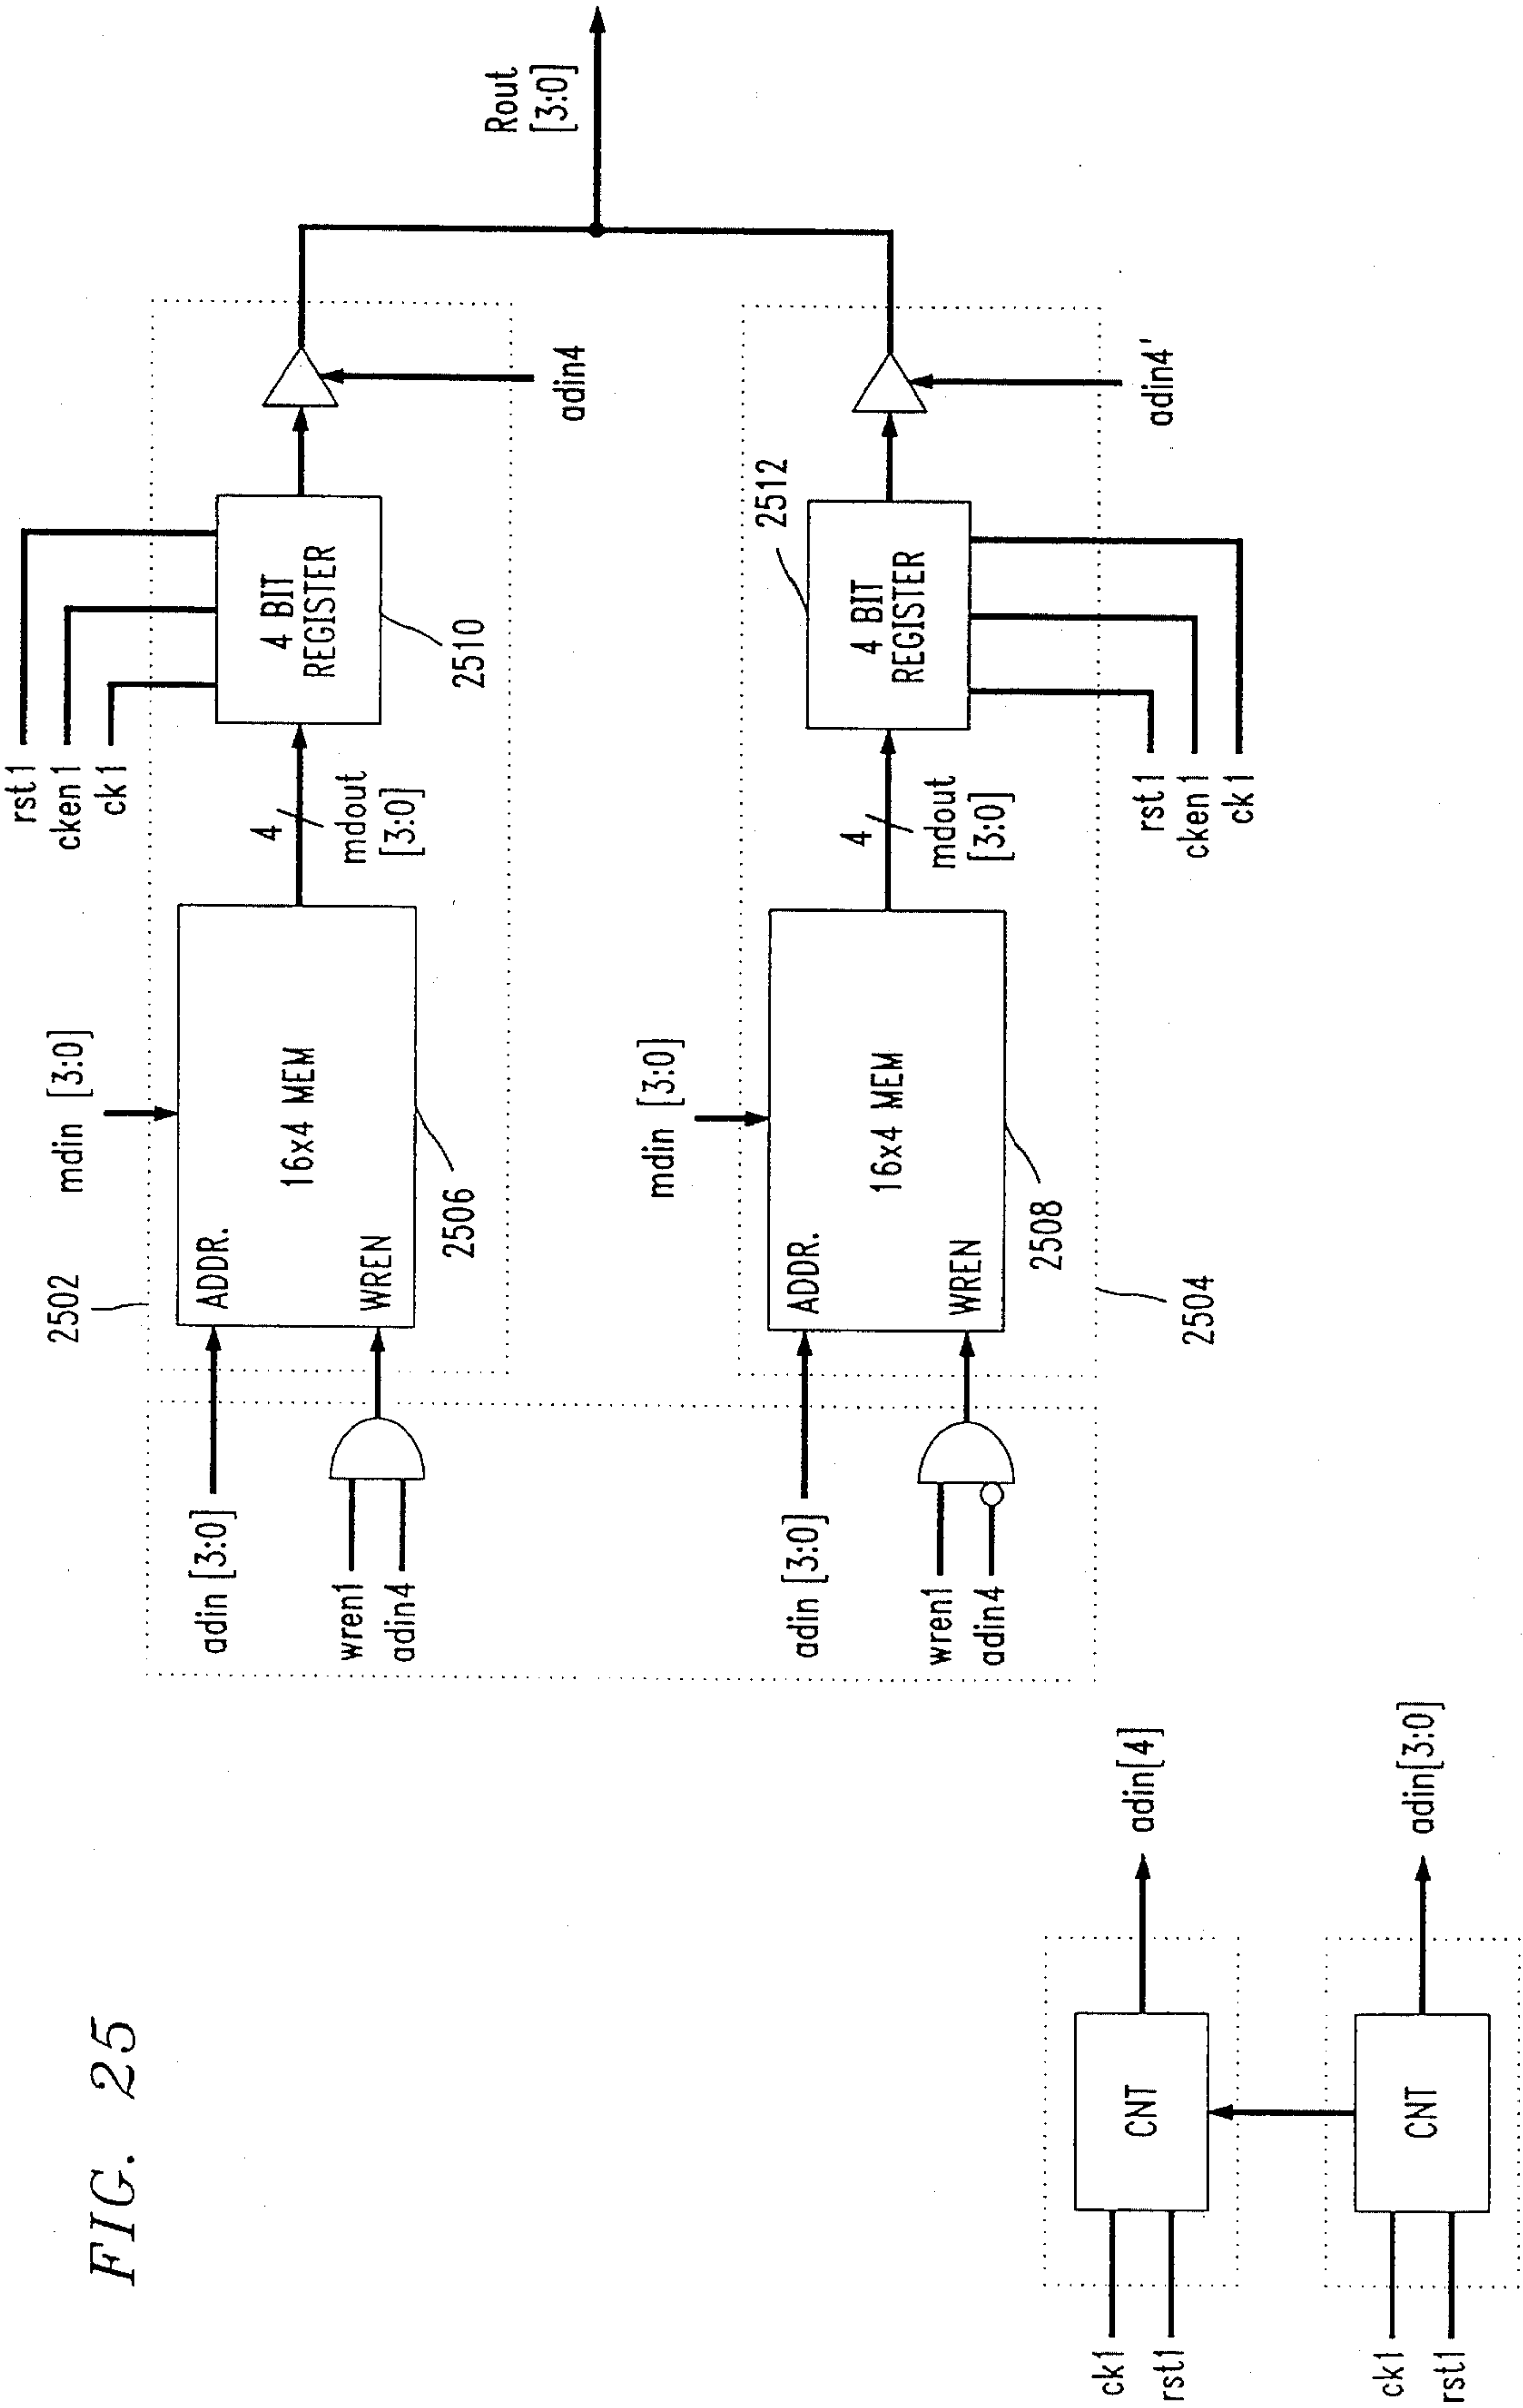 FIG. 25
rst1
cken1
ck1
mdin [3:0]
2502
ADDR.
WREN
16x4 MEM
2506
4
mdout
[3:0]
4 BIT
REGISTER
2510
adin4
adin [3:0]
wren1
adin4
Rout
[3:0]
mdin [3:0]
ADDR.
WREN
16x4 MEM
2508
2504
4
mdout
[3:0]
4 BIT
REGISTER
2512
adin4'
rst1
cken1
ck1
adin [3:0]
wren1
adin4
ck1
rst1
CNT
adin[4]
ck1
rst1
CNT
adin[3:0]